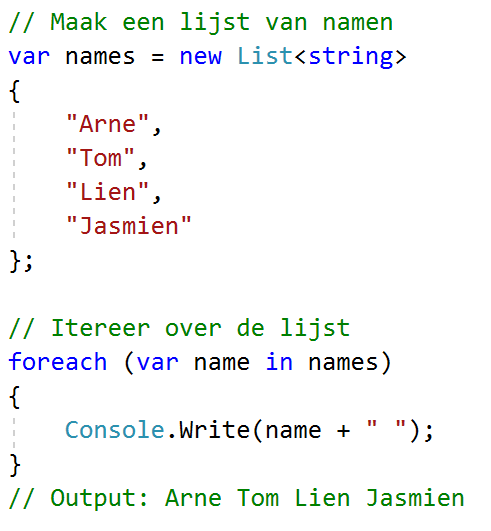 // Maak een lijst van namen
var names = new List<string>
{
    "Arne",
    "Tom",
    "Lien",
    "Jasmien"
};

// Itereer over de lijst
foreach (var name in names)
{
    Console.Write(name + " ");
}
// Output: Arne Tom Lien Jasmien